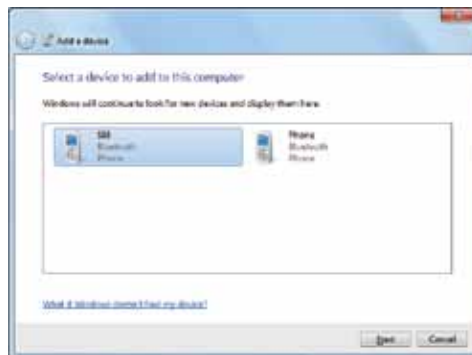 Add a device
Select a device to add to this computer
Windows will continue to look for new devices and display them here.
Bluetooth
Phone
Phone
Bluetooth
Phone
What if Windows doesn't find my device?
Next
Cancel